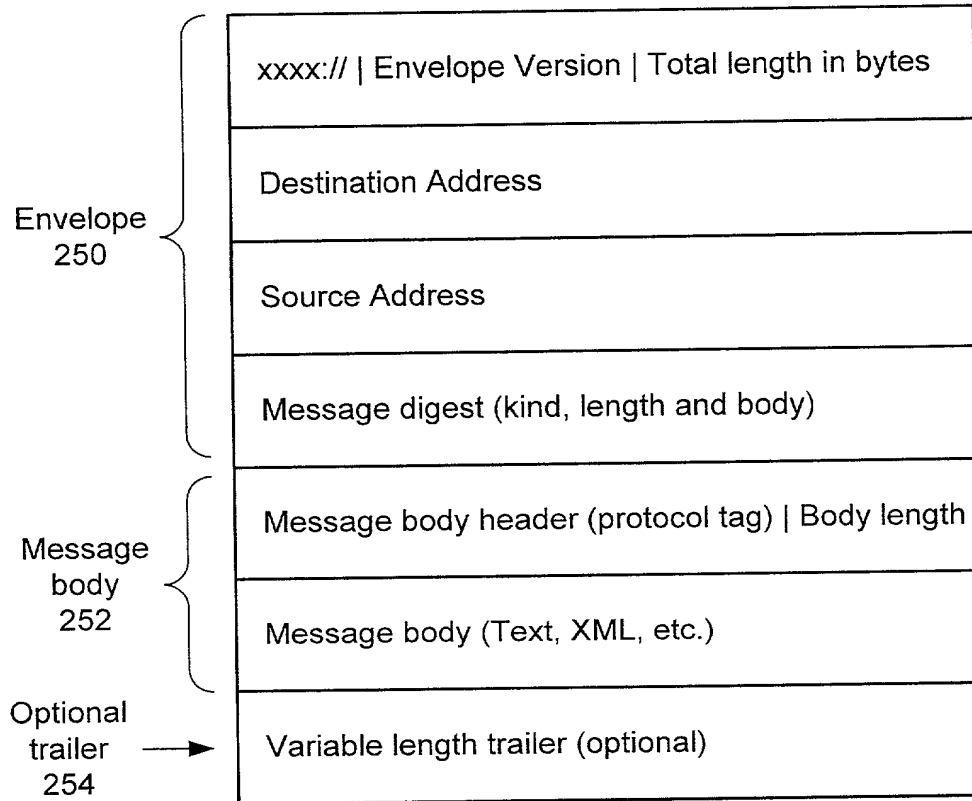 xxxx:// | Envelope Version | Total length in bytes
Destination Address
Envelope
250
Source Address
Message digest (kind, length and body)
Message body header (protocol tag) | Body length
Message
body
252
Message body (Text, XML, etc.)
Optional
trailer
254
Variable length trailer (optional)